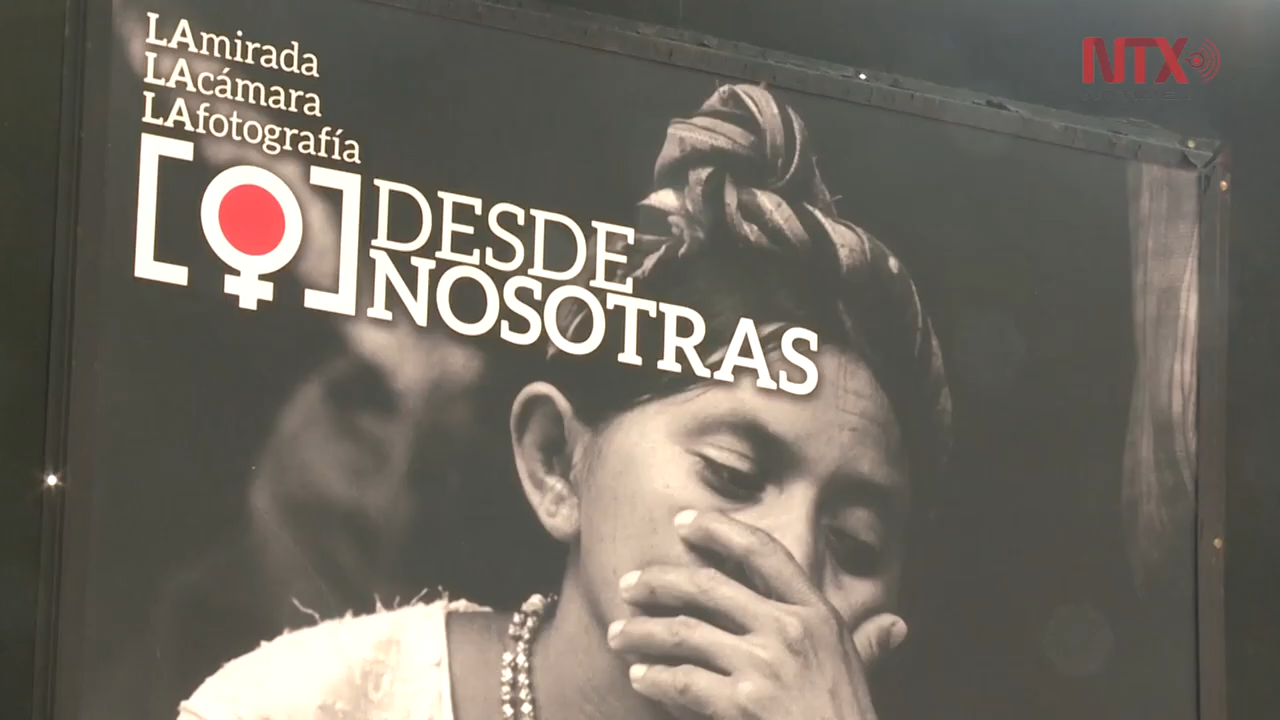 LAmirada
LAcámara
LAfotografía
DESDE
NOSOTRAS
NTX